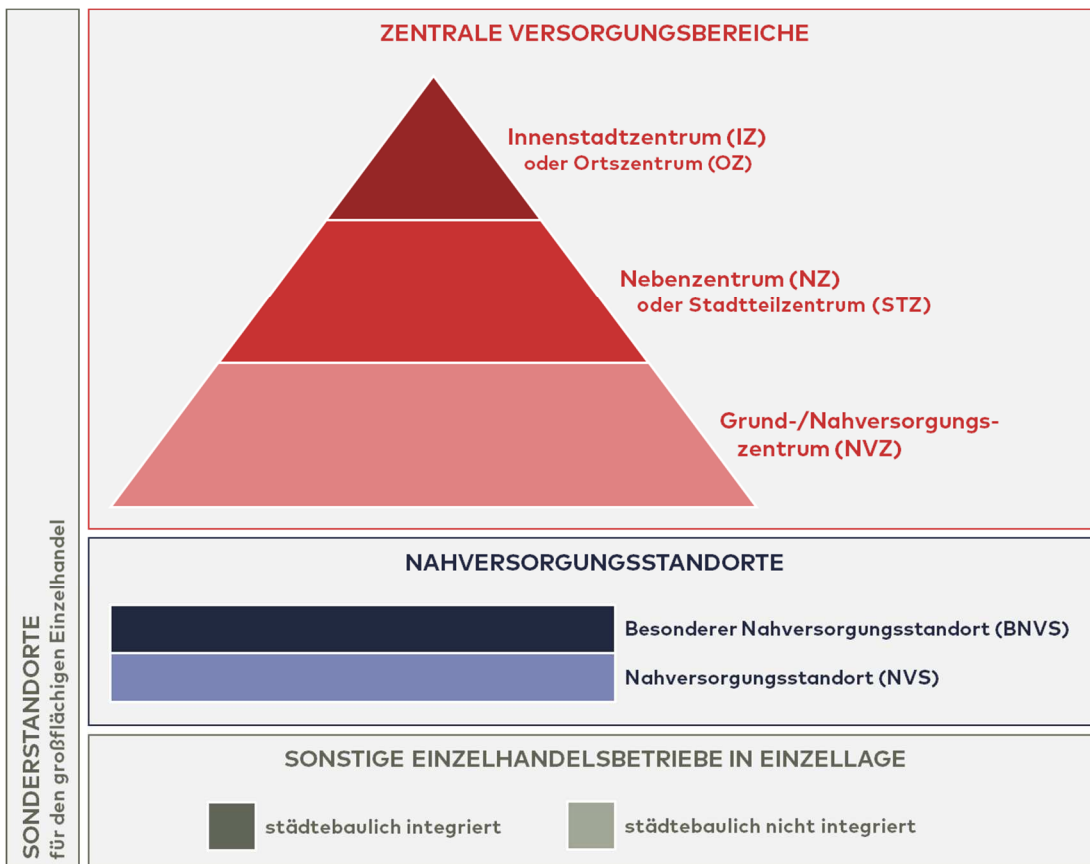 ZENTRALE VERSORGUNGSBEREICHE
Innenstadtzentrum (IZ)
oder Ortszentrum (OZ)
Nebenzentrum (NZ)
oder Stadtteilzentrum (STZ)
Grund-/Nahversorgungs-
zentrum (NVZ)
NAHVERSORGUNGSSTANDORTE
Besonderer Nahversorgungsstandort (BNVS)
Nahversorgungsstandort (NVS)
SONSTIGE EINZELHANDELSBETRIEBE IN EINZELLAGE
städtebaulich integriert
städtebaulich nicht integriert
SONDERSTANDORTE
für den großflächigen Einzelhandel